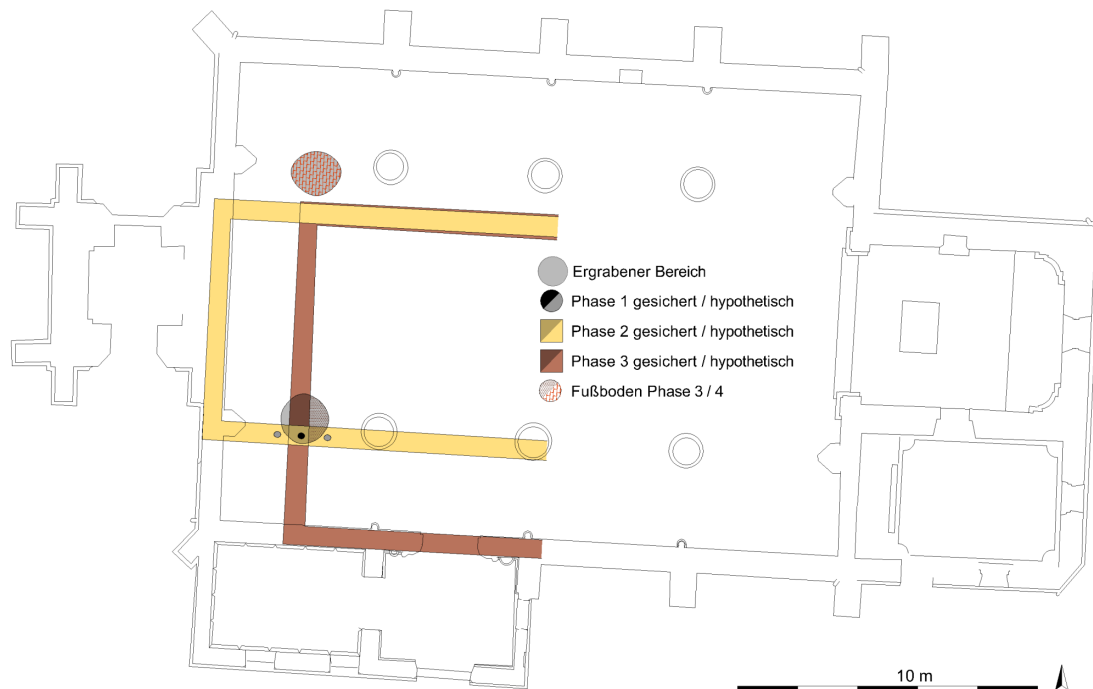 Ergrabener Bereich
Phase 1 gesichert / hypothetisch
Phase 2 gesichert / hypothetisch
Phase 3 gesichert / hypothetisch
Fußboden Phase 3 / 4
10 m